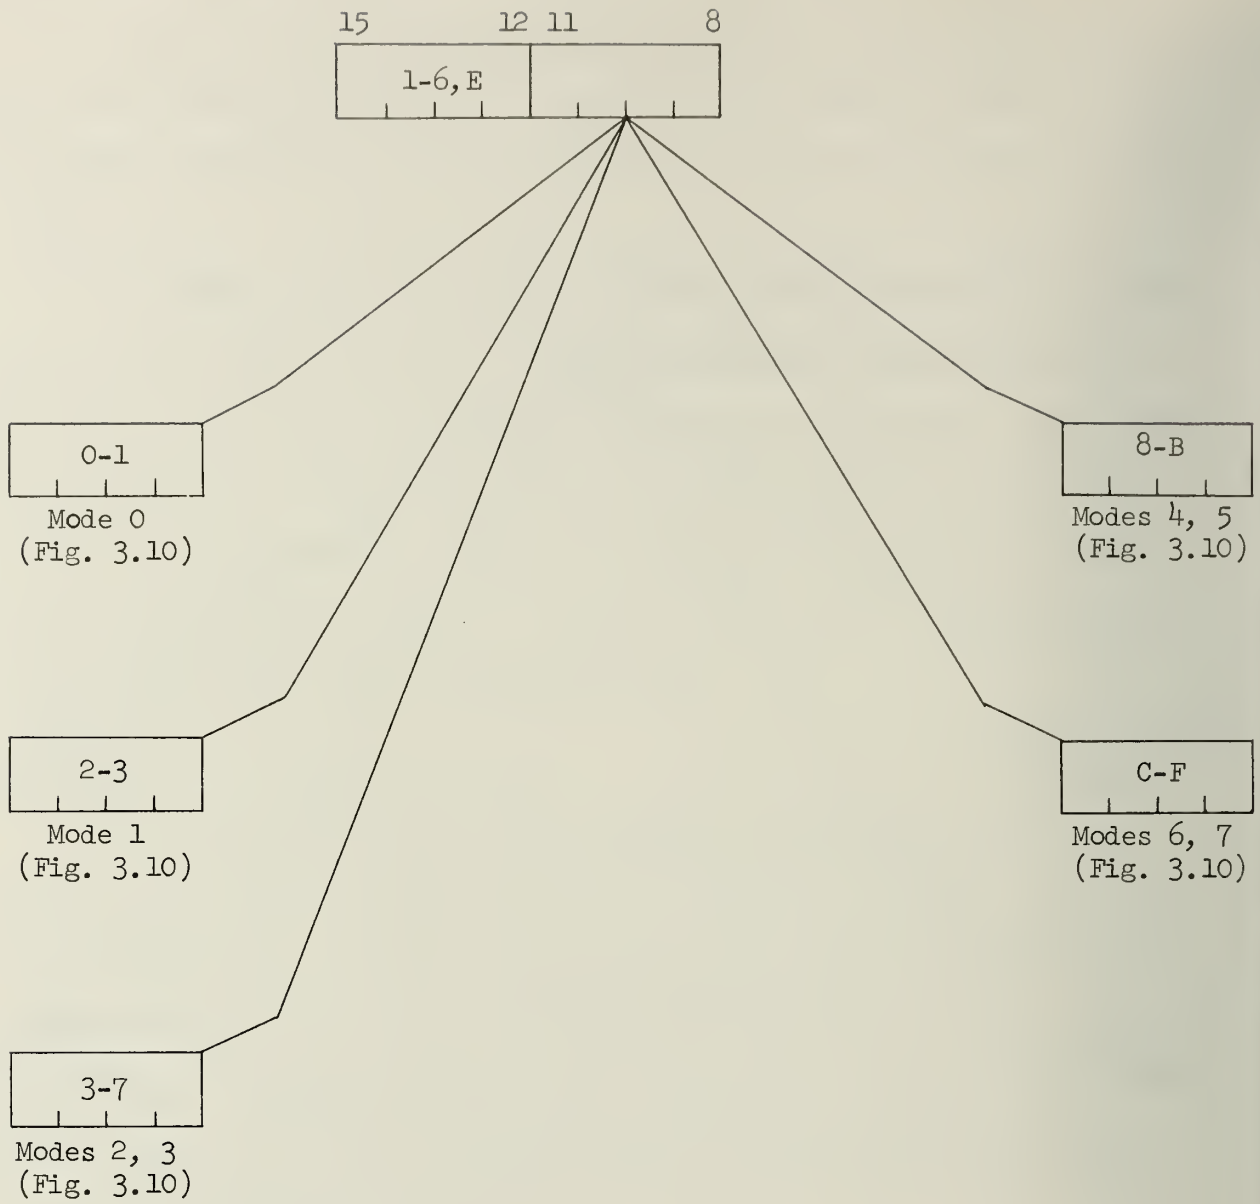 15 12 11 8
1-6, E
0-1
Mode 0
(Fig. 3.10)
8-B
Modes 4, 5
(Fig. 3.10)
2-3
Mode 1
(Fig. 3.10)
C-F
Modes 6, 7
(Fig. 3.10)
3-7
Modes 2, 3
(Fig. 3.10)